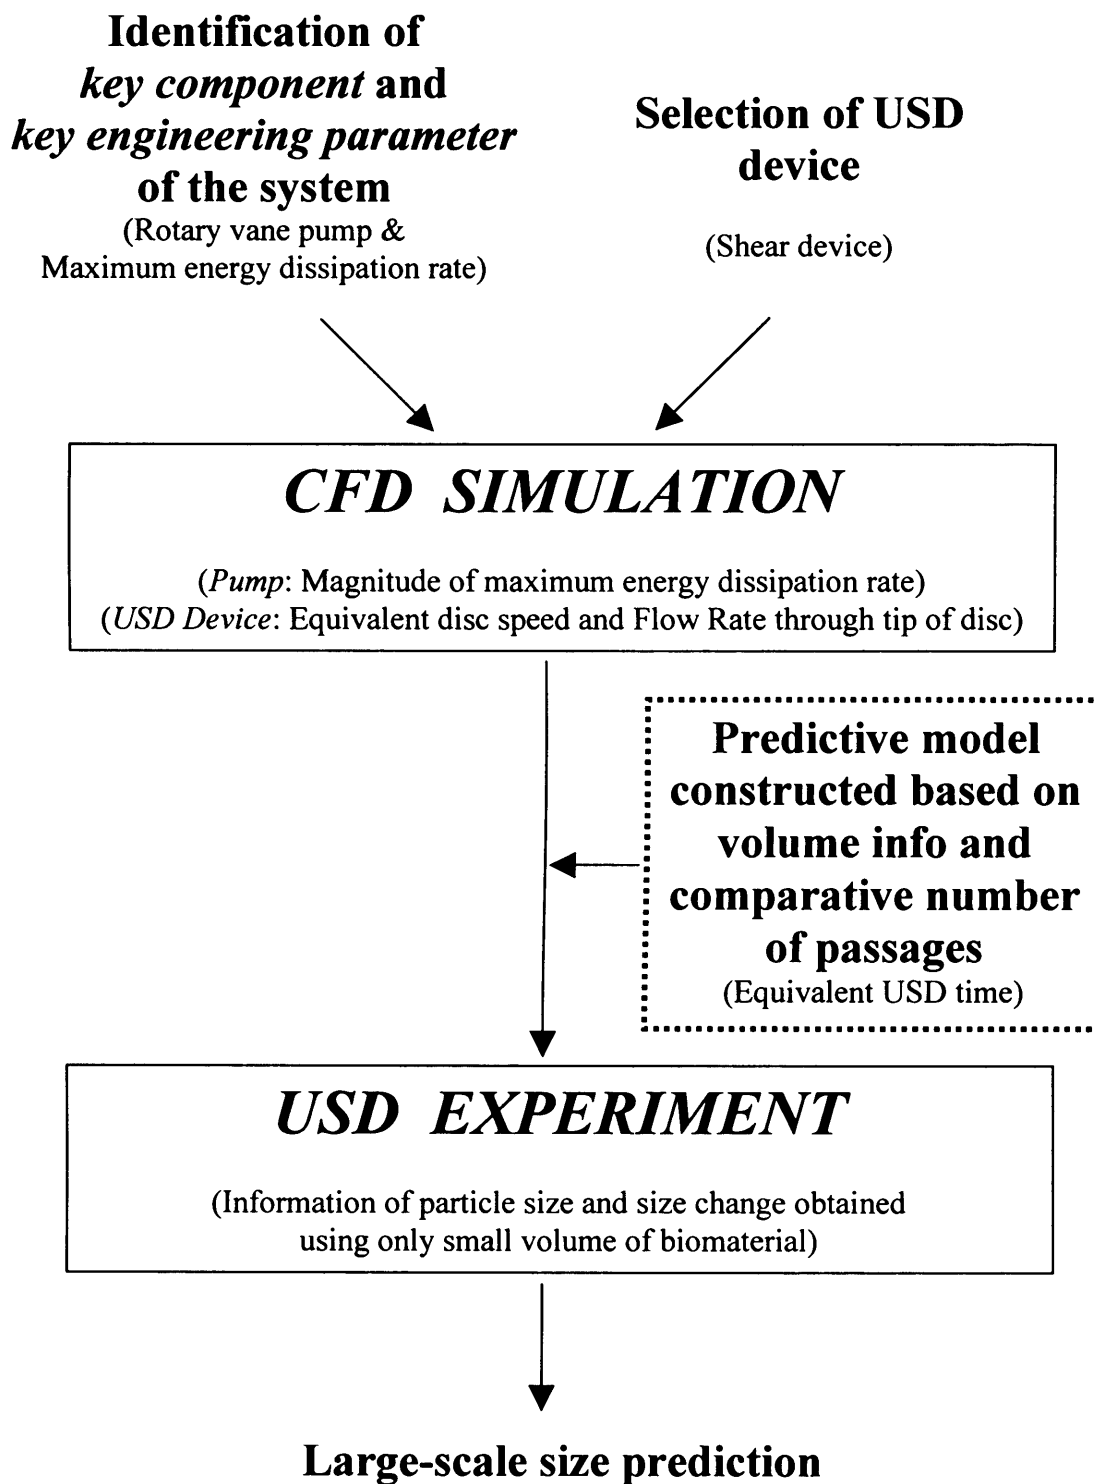 Identification of
key component and
key engineering parameter
of the system
(Rotary vane pump &
Maximum energy dissipation rate)
Selection of USD
device
(Shear device)
CFD SIMULATION
(Pump: Magnitude of maximum energy dissipation rate)
(USD Device: Equivalent disc speed and Flow Rate through tip of disc)
Predictive model
constructed based on
volume info and
comparative number
of passages
(Equivalent USD time)
USD EXPERIMENT
(Information of particle size and size change obtained
using only small volume of biomaterial)
Large-scale size prediction